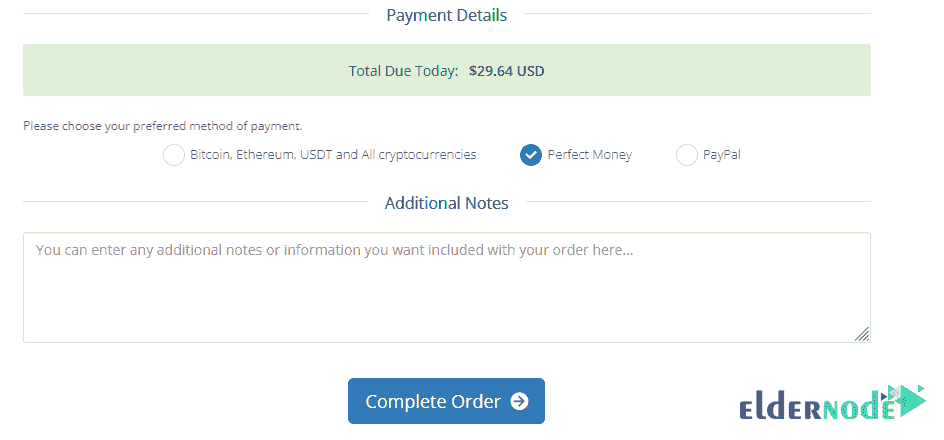 Payment Details
Total Due Today: $29.64 USD
Please choose your preferred method of payment.
Bitcoin, Ethereum, USDT and All cryptocurrencies Perfect Money PayPal
Additional Notes
You can enter any additional notes or information you want included with your order here...
Complete Order
ELDERNODE